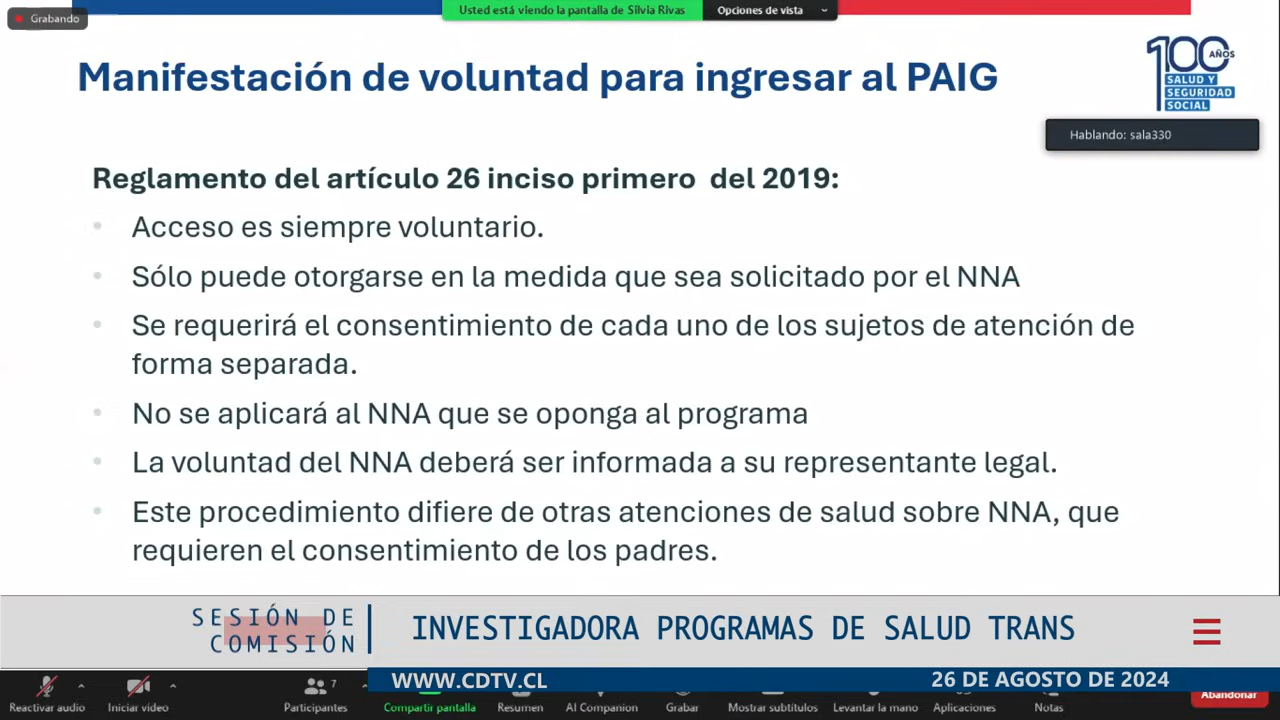 Grabando
Usted está viendo la pantalla de Silvia Rivas
Opciones de vista
Manifestación de voluntad para ingresar al PAIG
100 AÑOS
SALUD Y
SEGURIDAD
SOCIAL
Hablando: sala330
Reglamento del artículo 26 inciso primero del 2019:
• Acceso es siempre voluntario.
• Sólo puede otorgarse en la medida que sea solicitado por el NNA
• Se requerirá el consentimiento de cada uno de los sujetos de atención de
forma separada.
• No se aplicará al NNA que se oponga al programa
• La voluntad del NNA deberá ser informada a su representante legal.
• Este procedimiento difiere de otras atenciones de salud sobre NNA, que
requieren el consentimiento de los padres.
SESIÓN DE
COMISIÓN
INVESTIGADORA PROGRAMAS DE SALUD TRANS
WWW.CDTV.CL
26 DE AGOSTO DE 2024
7
Reactivar audio
Iniciar video
Participantes
Compartir pantalla
Resumen
AI Companion
Grabar
Mostrar subtítulos
Levantar la mano
Aplicaciones
Notas
Abandonar